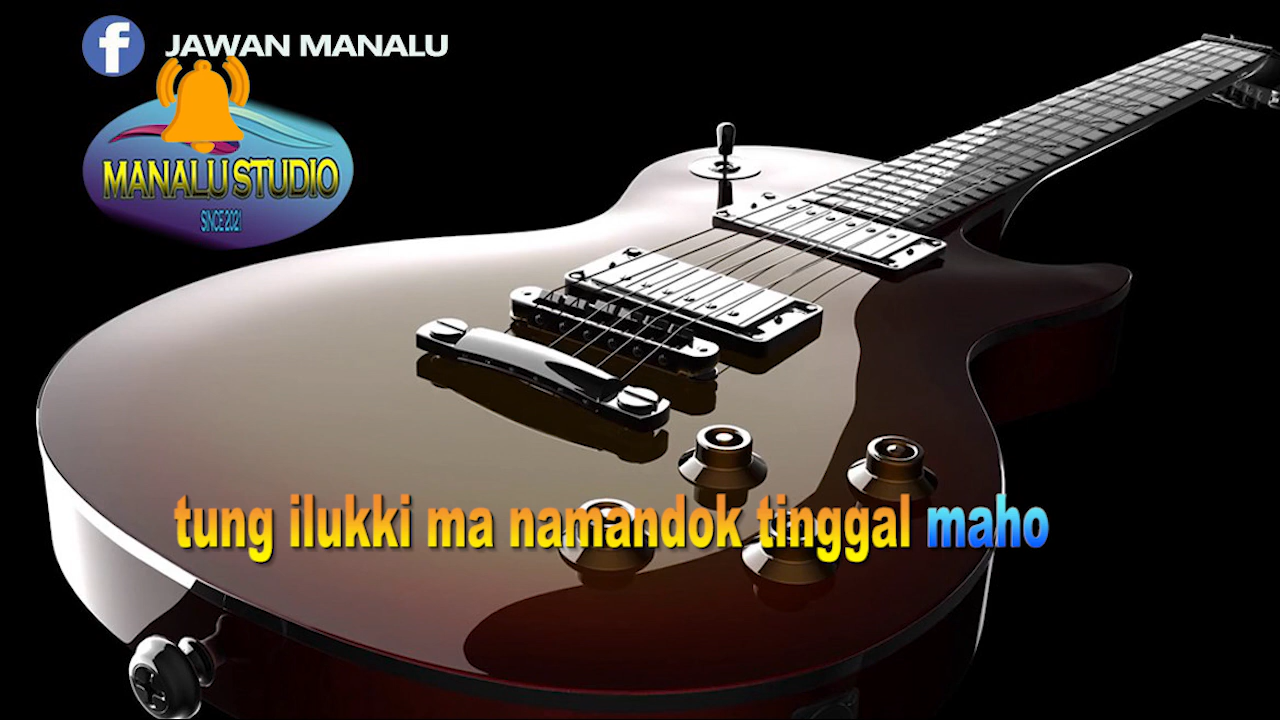 f JAWAN MANALU
MANALU STUDIO
SINCE 2021
tung ilukki ma namandok tinggal maho